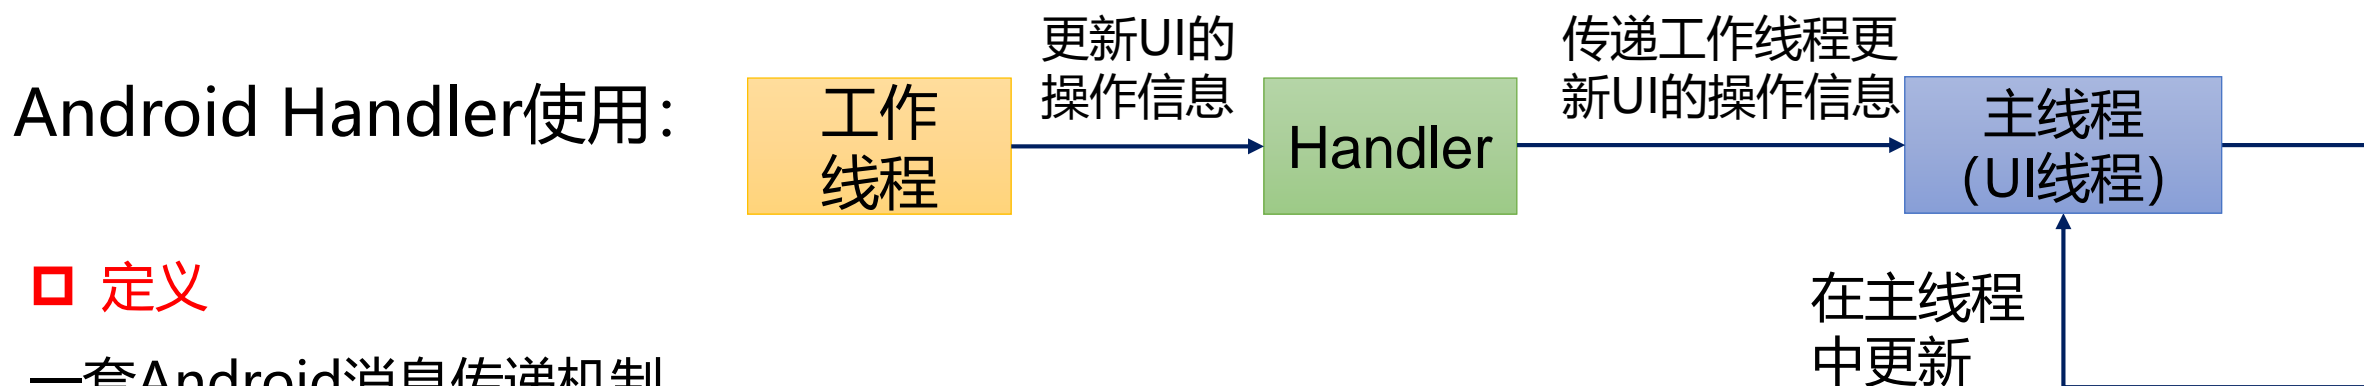 更新UI的
操作信息
传递工作线程更
新UI的操作信息
Android Handler使用：
工作
线程
Handler
主线程
(UI线程)
定义
在主线程
中更新
一套Android消息传递机制